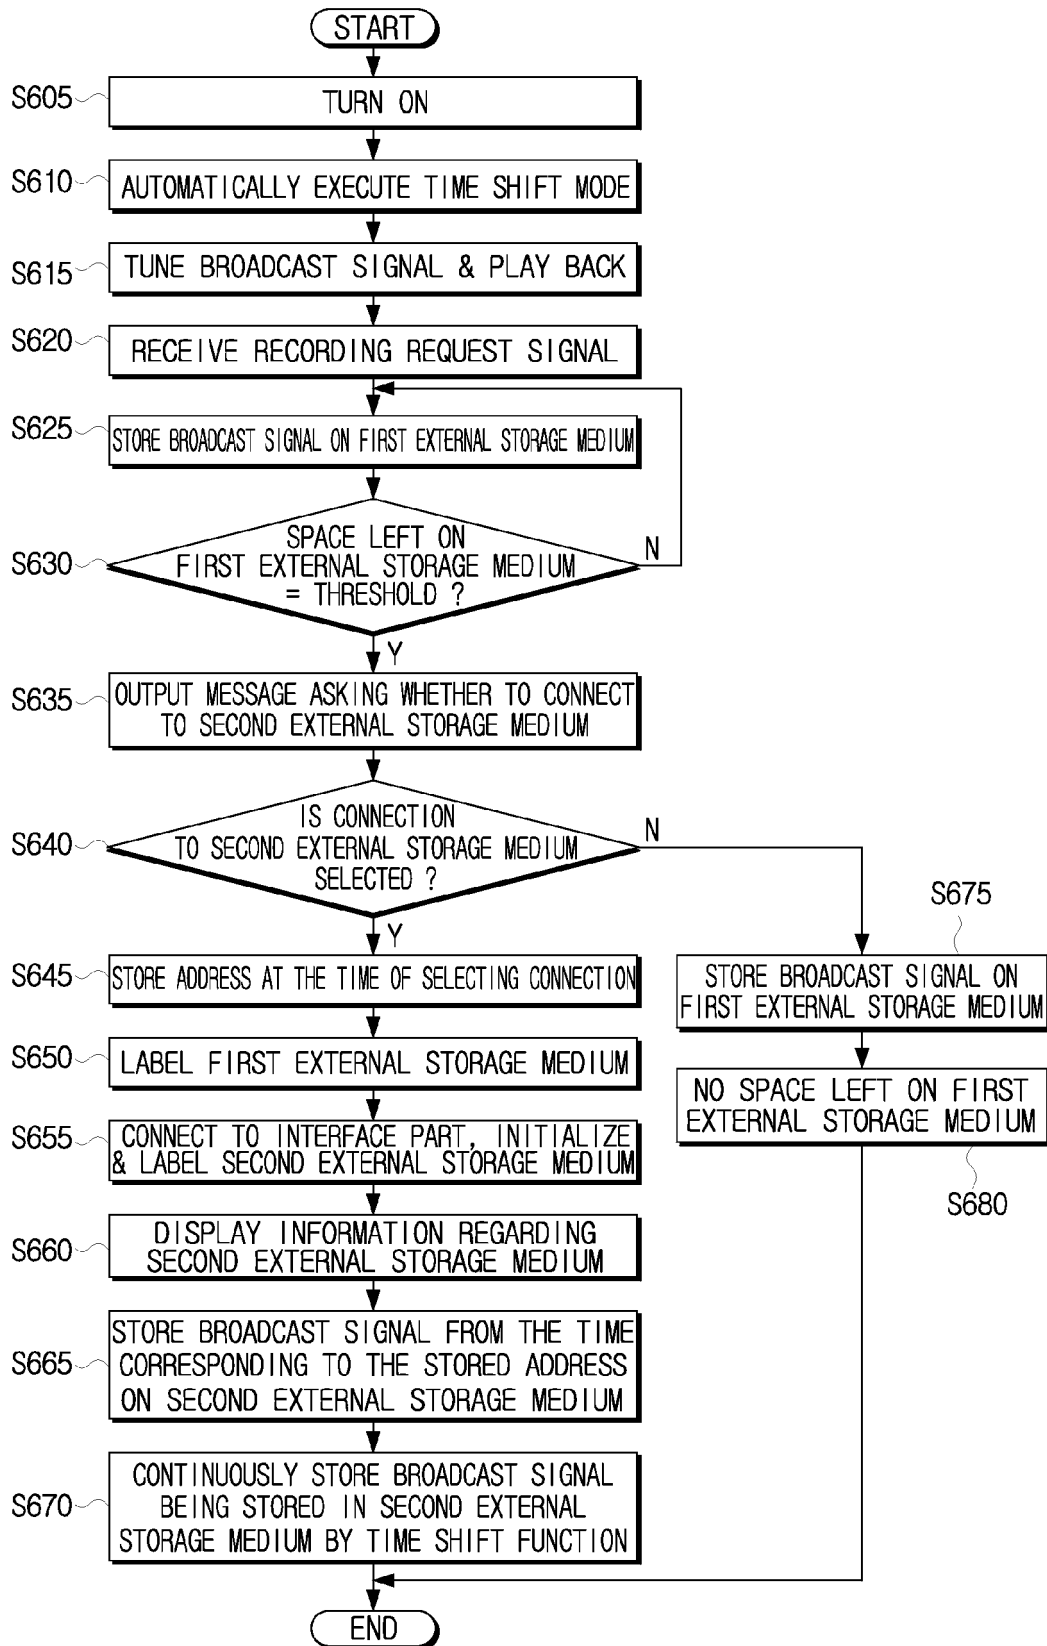 START
S605
TURN ON
S610
AUTOMATICALLY EXECUTE TIME SHIFT MODE
S615
TUNE BROADCAST SIGNAL & PLAY BACK
S620
RECEIVE RECORDING REQUEST SIGNAL
S625
STORE BROADCAST SIGNAL ON FIRST EXTERNAL STORAGE MEDIUM
S630
SPACE LEFT ON
FIRST EXTERNAL STORAGE MEDIUM
= THRESHOLD ?
N
Y
S635
OUTPUT MESSAGE ASKING WHETHER TO CONNECT
TO SECOND EXTERNAL STORAGE MEDIUM
S640
IS CONNECTION
TO SECOND EXTERNAL STORAGE MEDIUM
SELECTED ?
N
Y
S645
STORE ADDRESS AT THE TIME OF SELECTING CONNECTION
S650
LABEL FIRST EXTERNAL STORAGE MEDIUM
S655
CONNECT TO INTERFACE PART, INITIALIZE
& LABEL SECOND EXTERNAL STORAGE MEDIUM
S660
DISPLAY INFORMATION REGARDING
SECOND EXTERNAL STORAGE MEDIUM
S665
STORE BROADCAST SIGNAL FROM THE TIME
CORRESPONDING TO THE STORED ADDRESS
ON SECOND EXTERNAL STORAGE MEDIUM
S670
CONTINUOUSLY STORE BROADCAST SIGNAL
BEING STORED IN SECOND EXTERNAL
STORAGE MEDIUM BY TIME SHIFT FUNCTION
S675
STORE BROADCAST SIGNAL ON
FIRST EXTERNAL STORAGE MEDIUM
NO SPACE LEFT ON FIRST
EXTERNAL STORAGE MEDIUM
S680
END